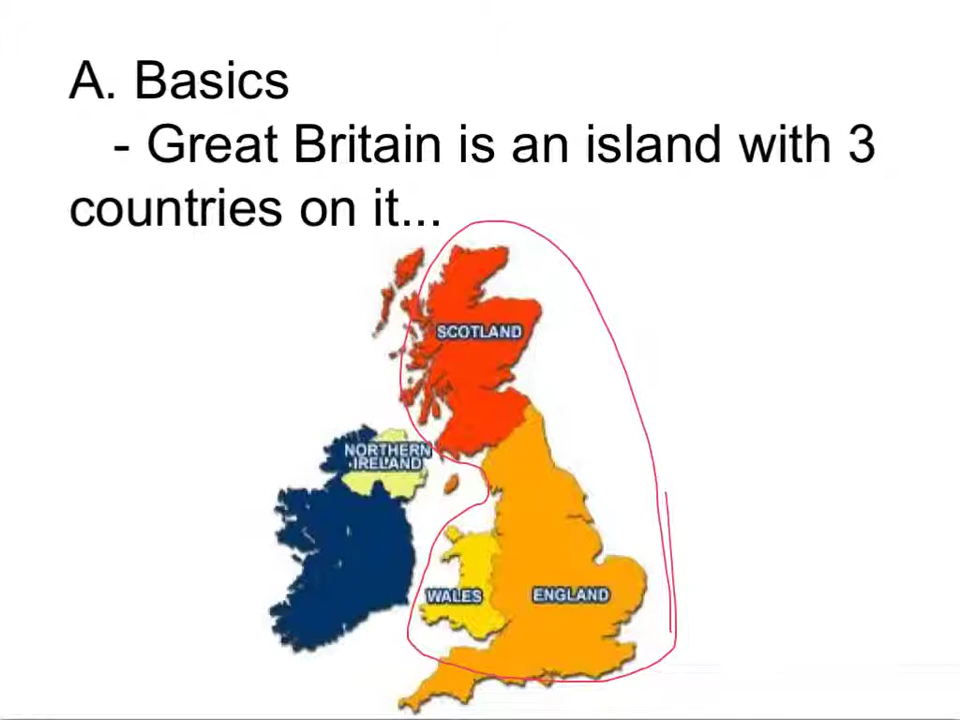 A. Basics
- Great Britain is an island with 3
countries on it...
SCOTLAND
NORTHERN
IRELAND
WALES
ENGLAND